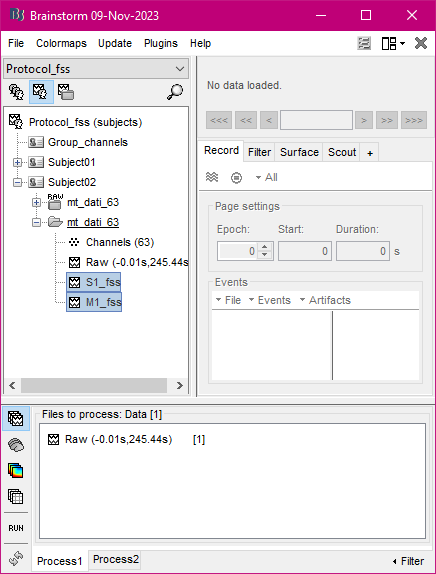 Brainstorm 09-Nov-2023
File Colormaps Update Plugins Help
Protocol_fss
Protocol_fss (subjects)
Group_channels
Subject01
Subject02
RAW
mt_dati_63
mt_dati_63
Channels (63)
Raw (-0.01s,245.44s
S1_fss
M1_fss
No data loaded.
<<< << < > >> >>>
Record Filter Surface Scout +
All
Page settings
Epoch: Start: Duration:
0 0 0 s
Events
File Events Artifacts
Files to process: Data [1]
Raw (-0.01s,245.44s) [1]
RUN
Process1 Process2 Filter